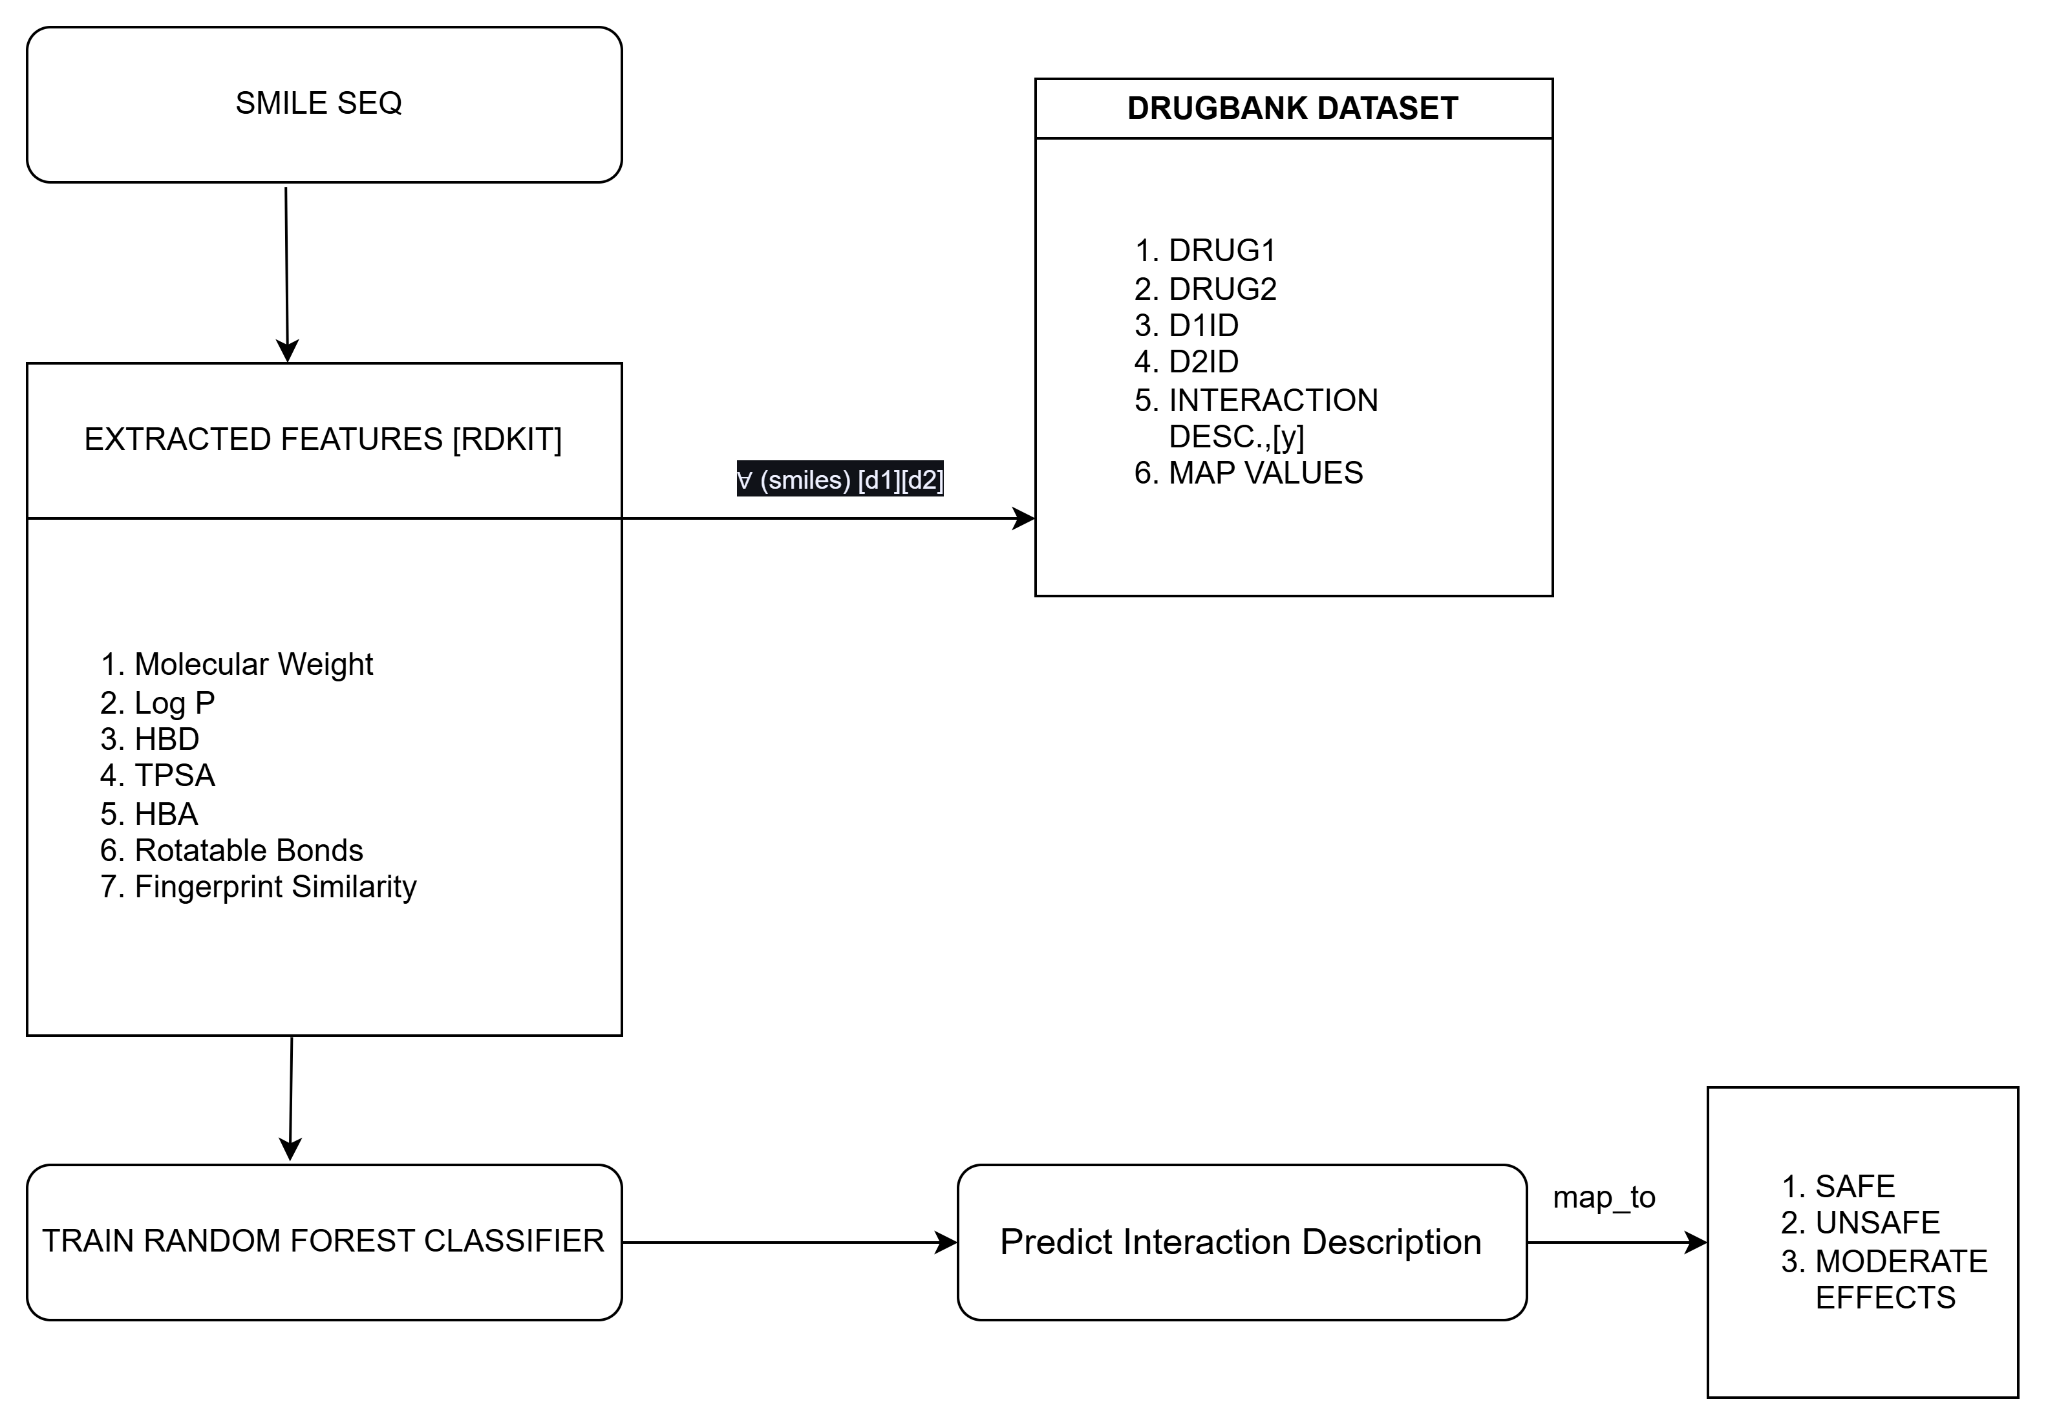 SMILE SEQ
DRUGBANK DATASET
1. DRUG1
2. DRUG2
3. D1ID
4. D2ID
5. INTERACTION
DESC.,[y]
6. MAP VALUES
EXTRACTED FEATURES [RDKIT]
∀ (smiles) [d1][d2]
1. Molecular Weight
2. Log P
3. HBD
4. TPSA
5. HBA
6. Rotatable Bonds
7. Fingerprint Similarity
TRAIN RANDOM FOREST CLASSIFIER
Predict Interaction Description
map_to
1. SAFE
2. UNSAFE
3. MODERATE
EFFECTS